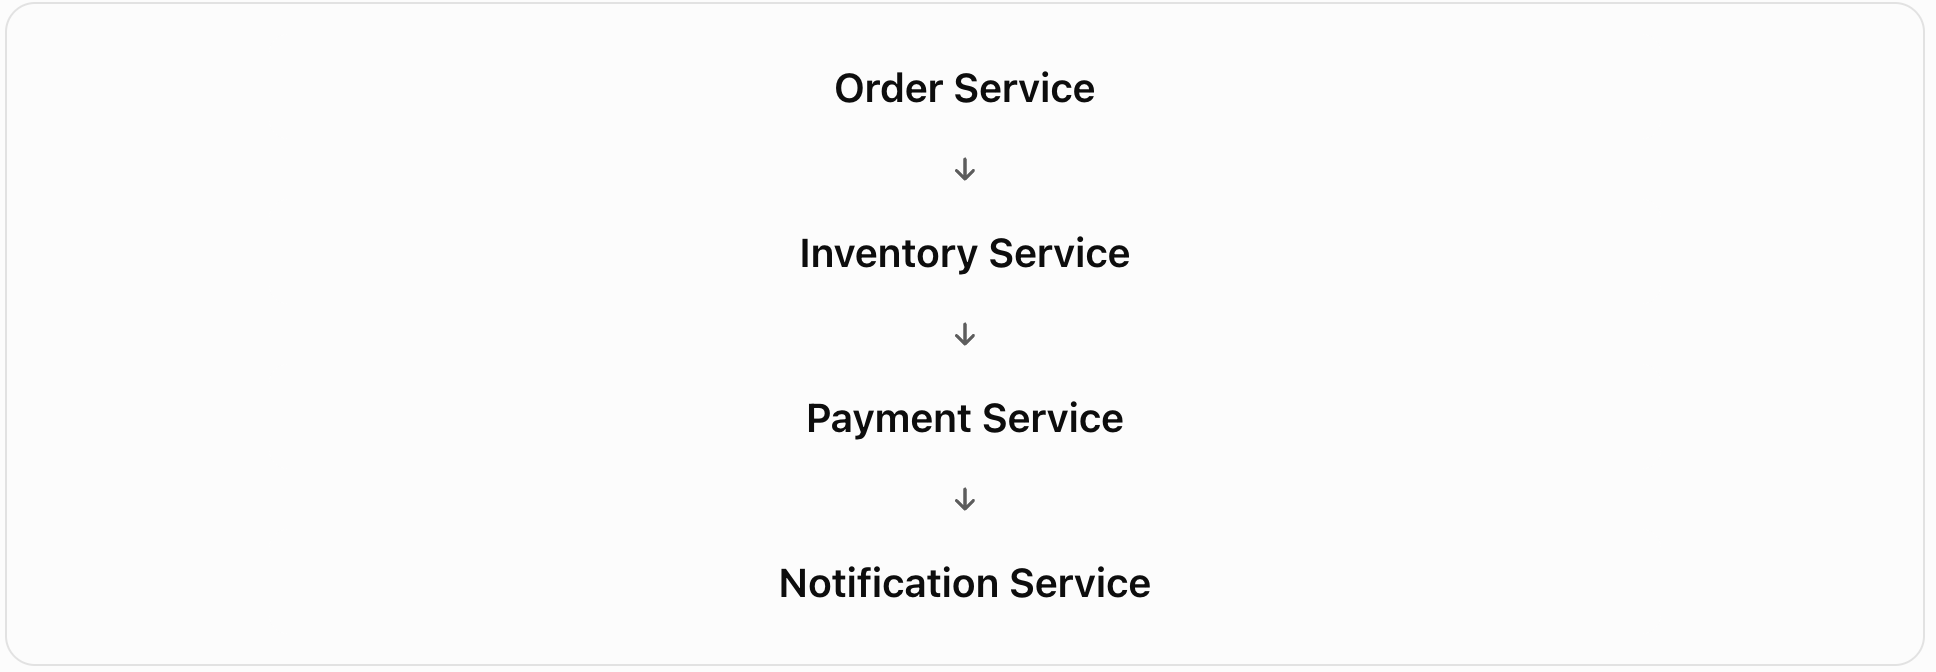 Order Service
↓
Inventory Service
↓
Payment Service
↓
Notification Service